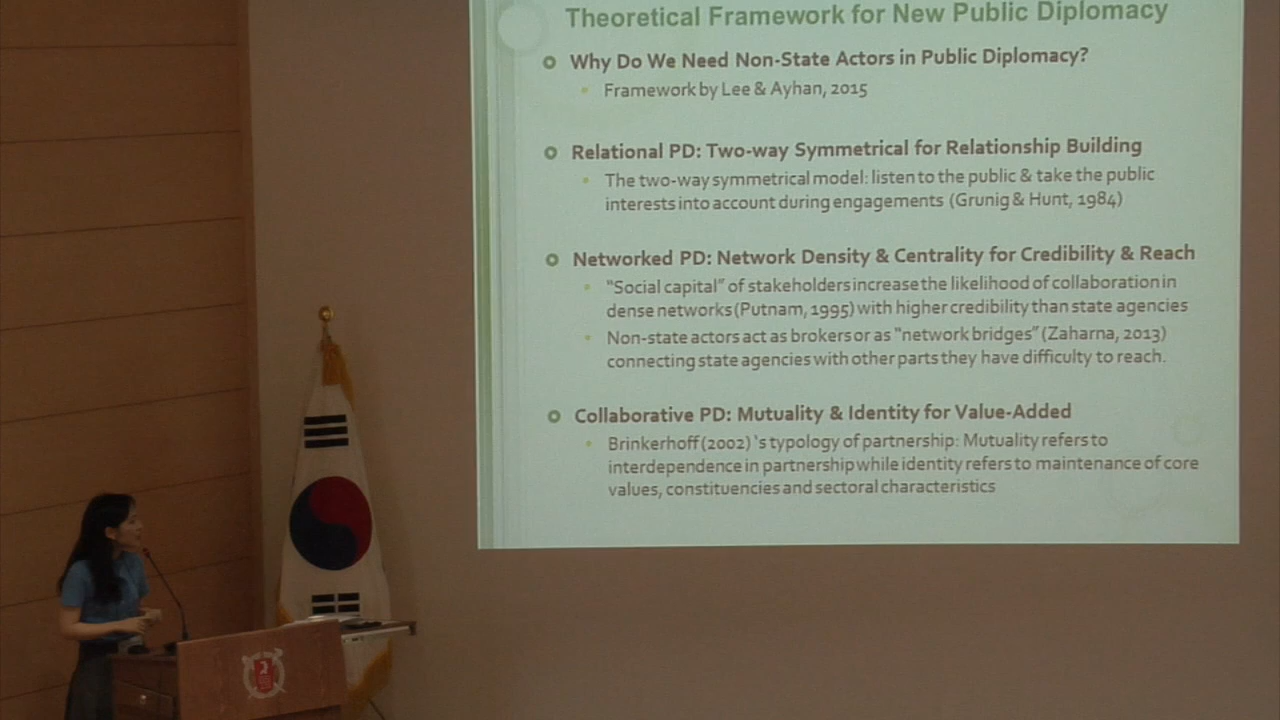 Theoretical Framework for New Public Diplomacy
Why Do We Need Non-State Actors in Public Diplomacy?
Framework by Lee & Ayhan, 2015
Relational PD: Two-way Symmetrical for Relationship Building
The two-way symmetrical model: listen to the public & take the public
interests into account during engagements (Grunig & Hunt, 1984)
Networked PD: Network Density & Centrality for Credibility & Reach
"Social capital" of stakeholders increase the likelihood of collaboration in
dense networks (Putnam, 1995) with higher credibility than state agencies
Non-state actors act as brokers or as "network bridges" (Zaharna, 2013)
connecting state agencies with other parts they have difficulty to reach.
Collaborative PD: Mutuality & Identity for Value-Added
Brinkerhoff (2002) 's typology of partnership: Mutuality refers to
interdependence in partnership while identity refers to maintenance of core
values, constituencies and sectoral characteristics